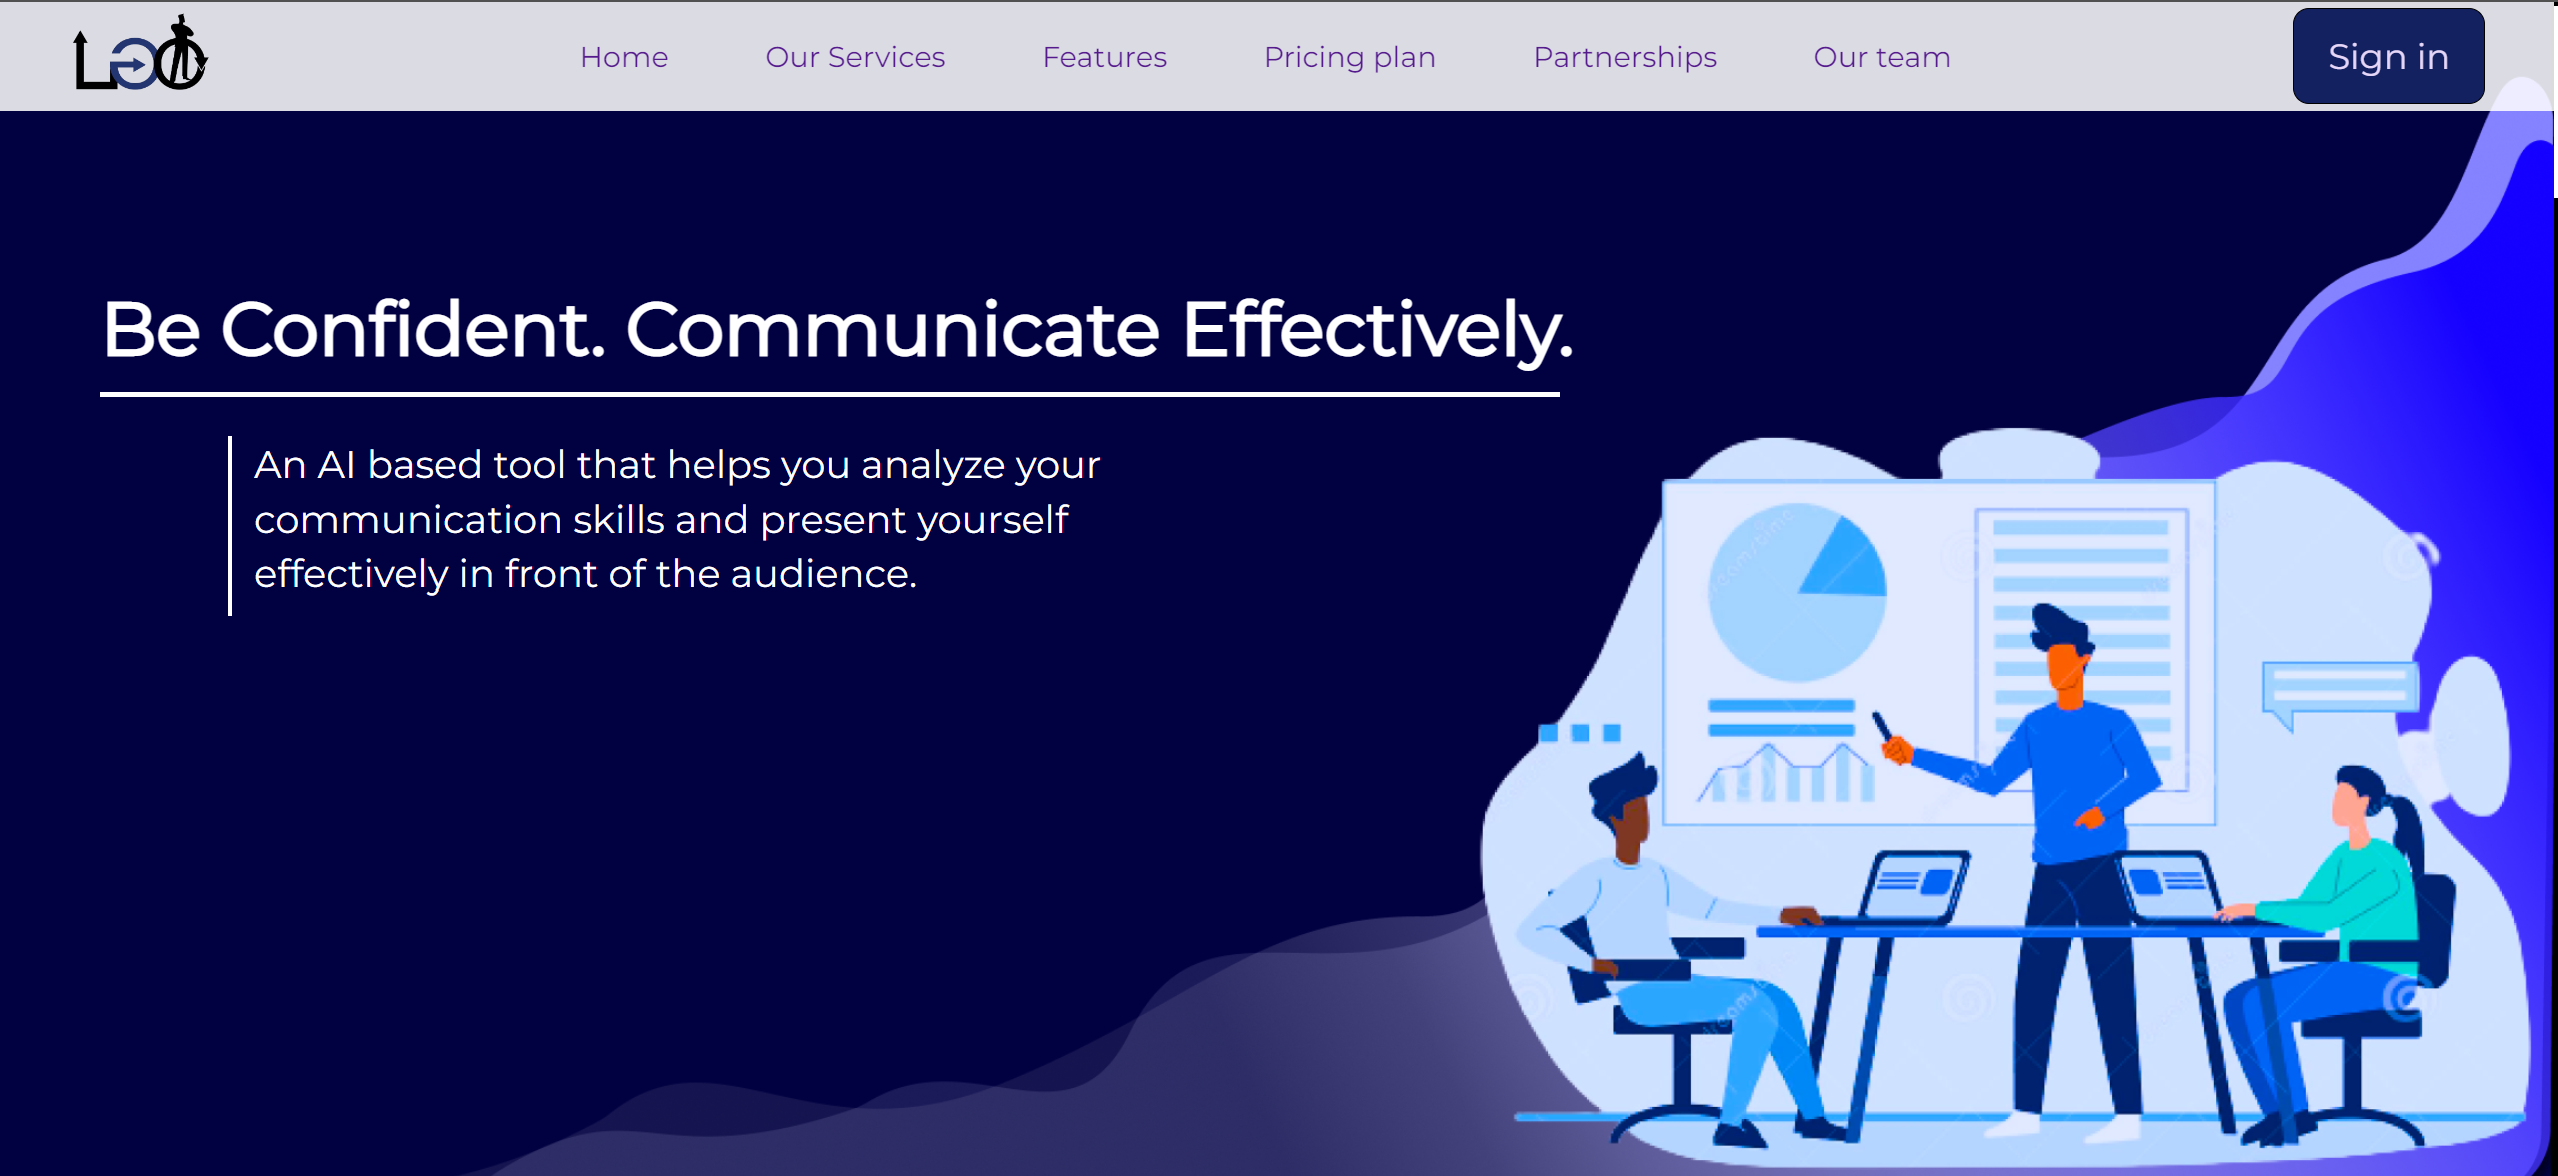 Home Our Services Features Pricing plan Partnerships Our team Sign in
Be Confident. Communicate Effectively.
An AI based tool that helps you analyze your
communication skills and present yourself
effectively in front of the audience.
dreamstime